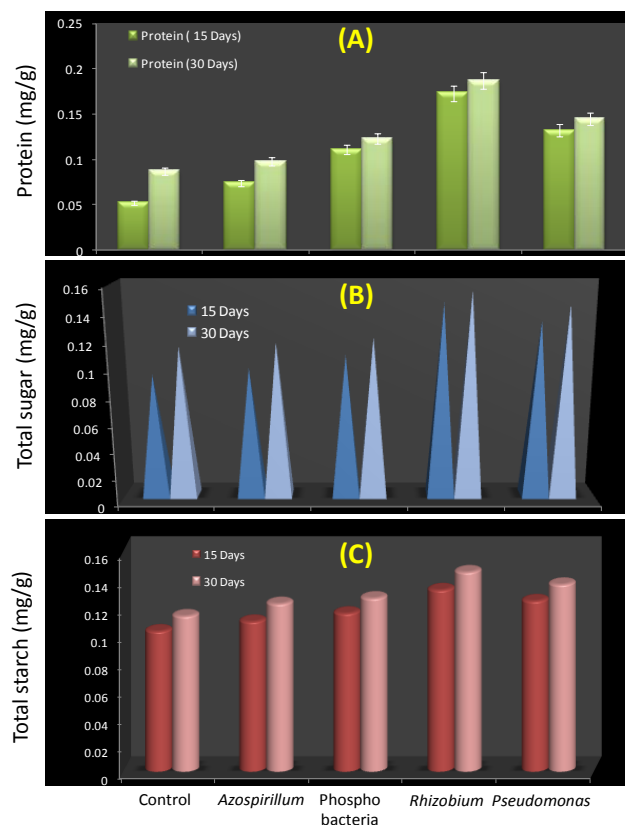 (A)
Protein ( 15 Days)
Protein (30 Days)
Protein (mg/g)
0.25
0.2
0.15
0.1
0.05
0
(B)
15 Days
30 Days
Total sugar (mg/g)
0.16
0.14
0.12
0.1
0.08
0.06
0.04
0.02
0
(C)
15 Days
30 Days
Total starch (mg/g)
0.16
0.14
0.12
0.1
0.08
0.06
0.04
0.02
0
Control Azospirillum Phospho Rhizobium Pseudomonas
bacteria